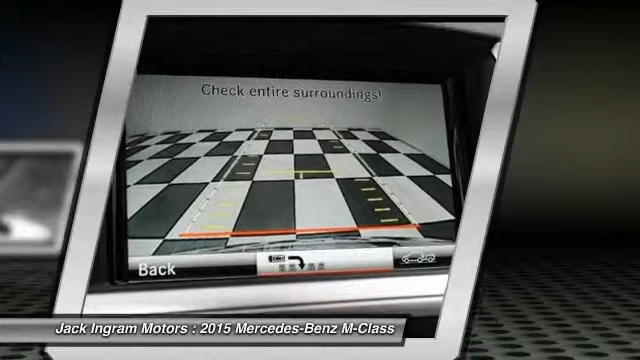 Check entire surroundings!
Back
Jack Ingram Motors : 2015 Mercedes-Benz M-Class